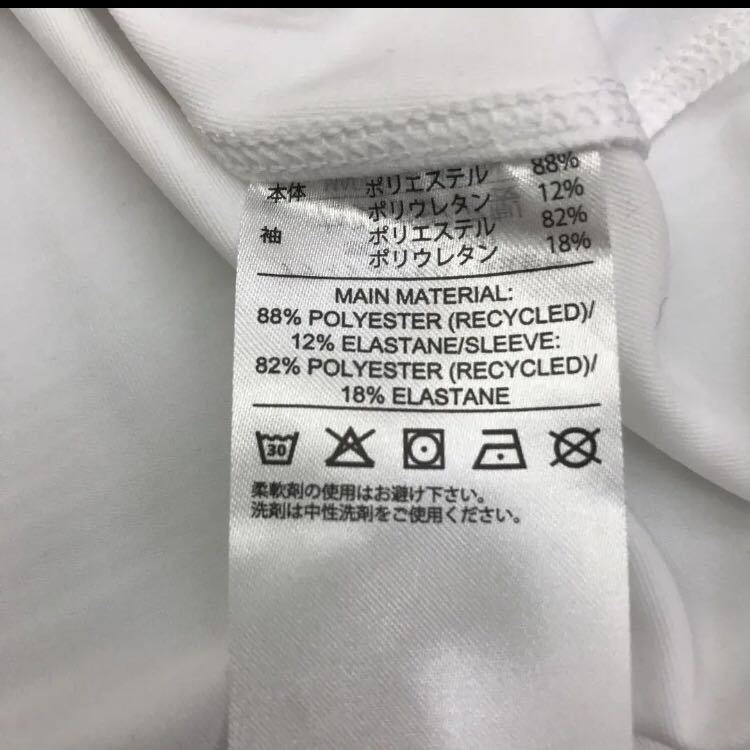 本体 ポリエステル 88%
ポリウレタン 12%
袖 ポリエステル 82%
ポリウレタン 18%
MAIN MATERIAL:
88% POLYESTER (RECYCLED)/
12% ELASTANE/SLEEVE:
82% POLYESTER (RECYCLED)/
18% ELASTANE
30
柔軟剤の使用はお避け下さい。
洗剤は中性洗剤をご使用ください。